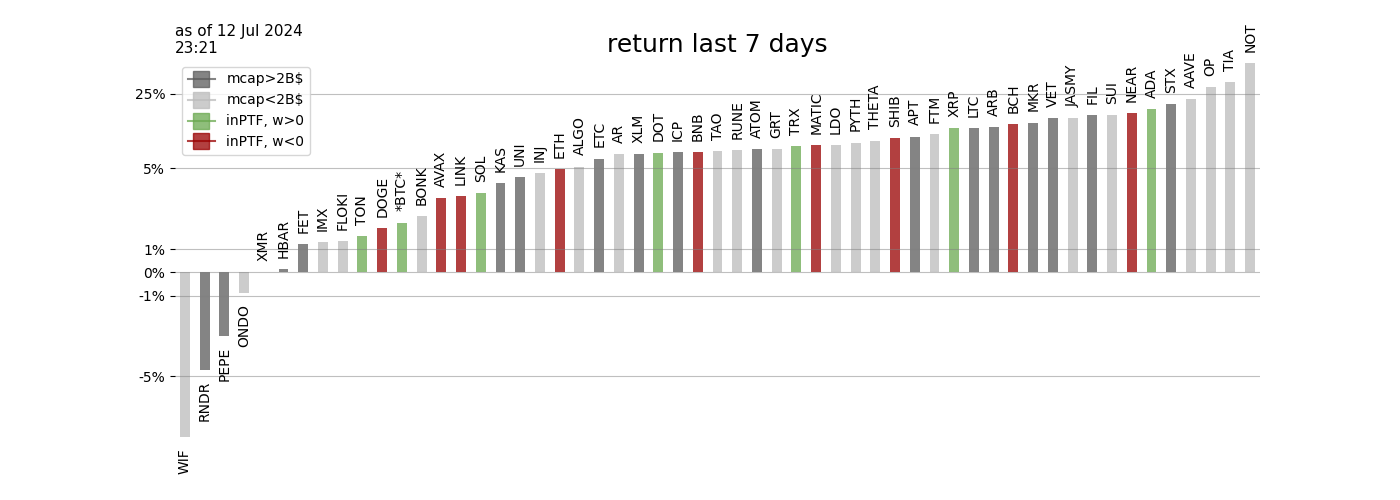 as of 12 Jul 2024
23:21
return last 7 days
mcap>2B$
mcap<2B$
inPTF, w>0
inPTF, w<0
25%
5%
1%
0%
-1%
-5%
WIF
RNDR
PEPE
ONDO
XMR
HBAR
FET
IMX
FLOKI
TON
DOGE
*BTC*
BONK
AVAX
LINK
SOL
KAS
UNI
INJ
ETH
ALGO
ETC
AR
XLM
DOT
ICP
BNB
TAO
RUNE
ATOM
GRT
TRX
MATIC
LDO
PYTH
THETA
SHIB
APT
FTM
XRP
LTC
ARB
BCH
MKR
VET
JASMY
FIL
SUI
NEAR
ADA
STX
AAVE
OP
TIA
NOT